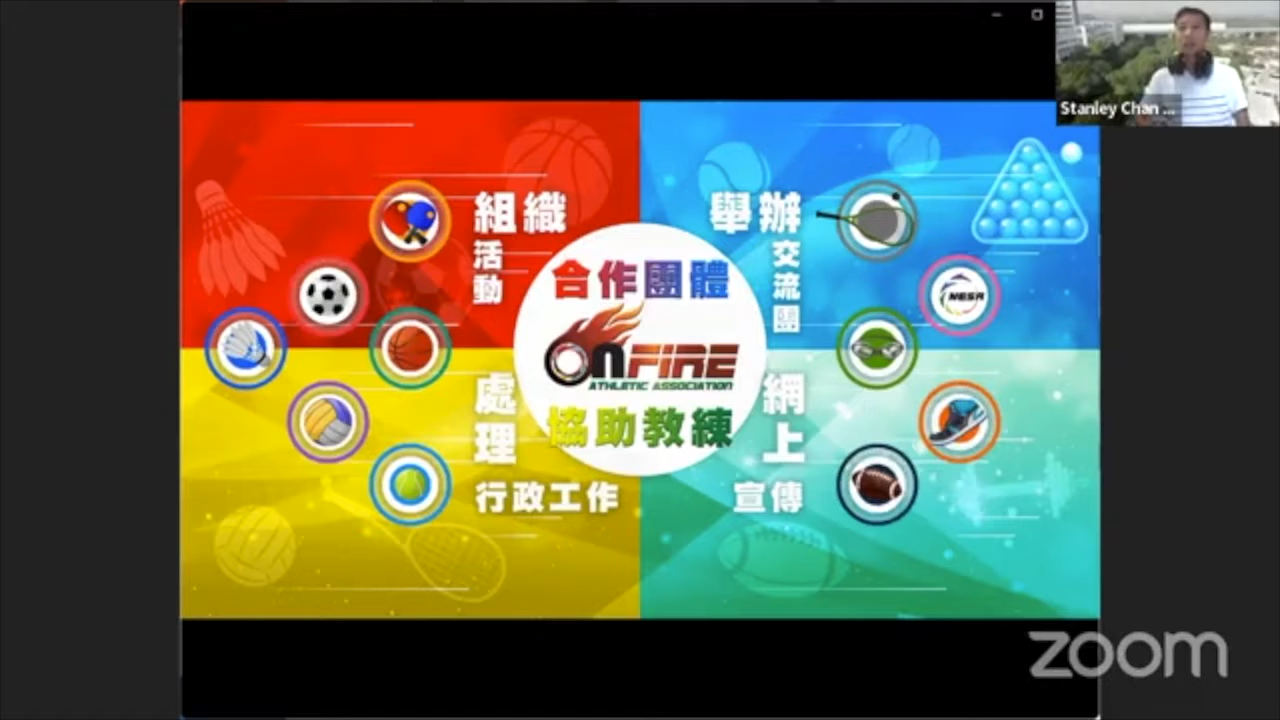 Stanley Chan ...
組織
活動
舉辦
交流團
合作團體
ONFIRE
ATHLETIC ASSOCIATION
協助教練
處理
行政工作
網上
宣傳
NESA
zoom